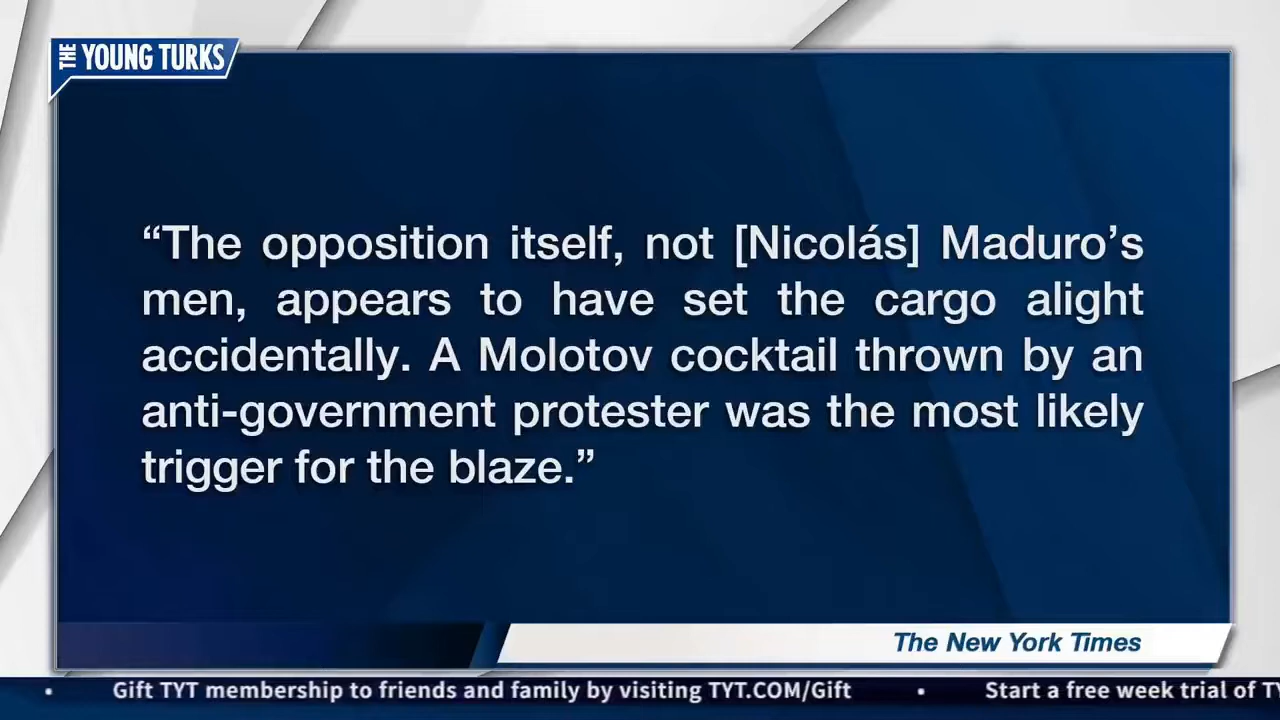 THE YOUNG TURKS
“The opposition itself, not [Nicolás] Maduro’s
men, appears to have set the cargo alight
accidentally. A Molotov cocktail thrown by an
anti-government protester was the most likely
trigger for the blaze.”
The New York Times
• Gift TYT membership to friends and family by visiting TYT.COM/Gift • Start a free week trial of TY